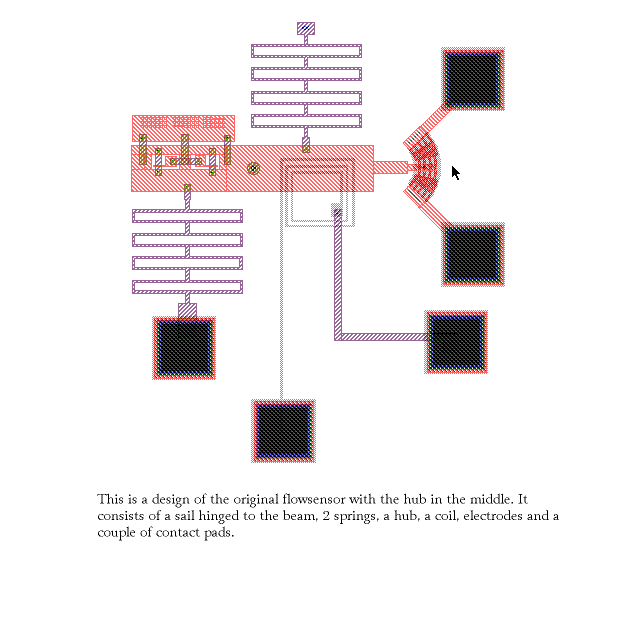 This is a design of the original flowsensor with the hub in the middle. It
consists of a sail hinged to the beam, 2 springs, a hub, a coil, electrodes and a
couple of contact pads.